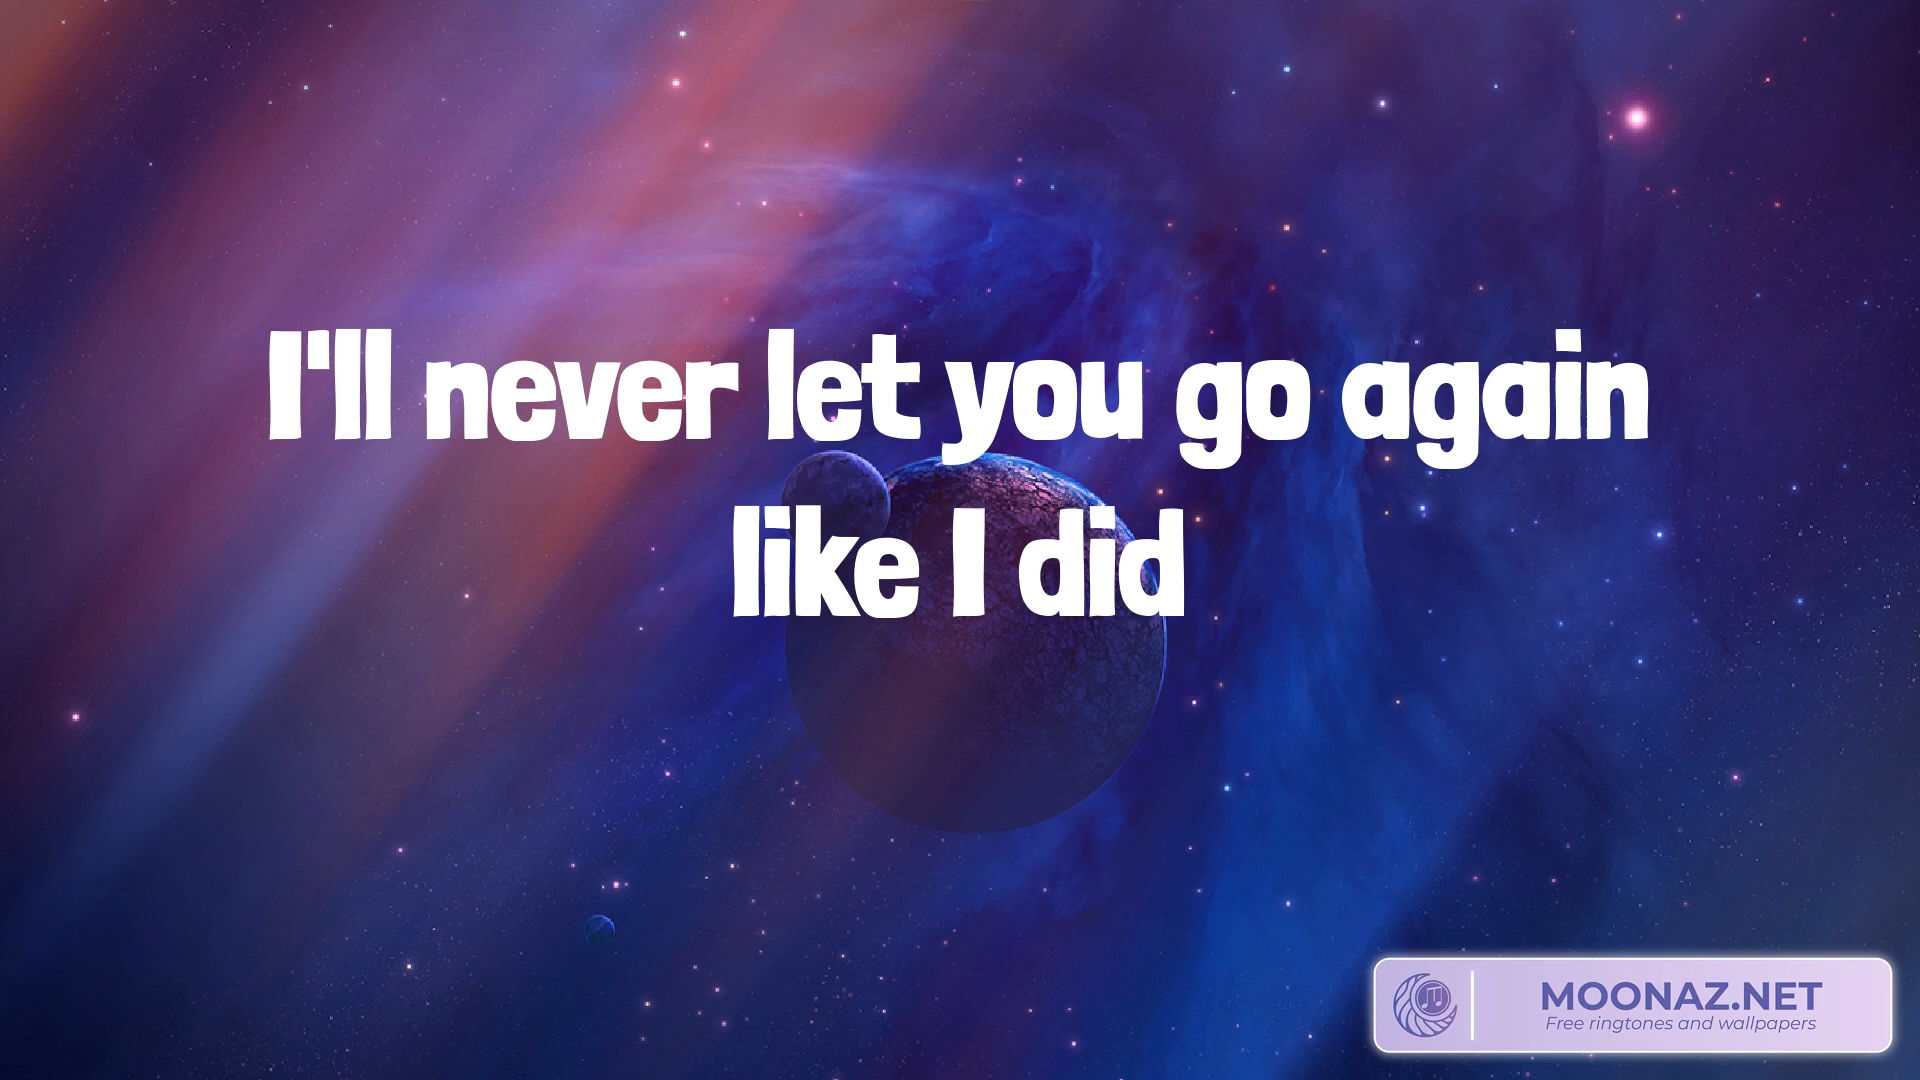 I'll never let you go again
like I did
MOONAZ.NET
Free ringtones and wallpapers